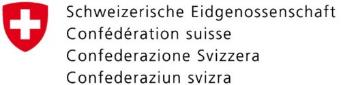 Schweizerische Eidgenossenschaft
Confédération suisse
Confederazione Svizzera
Confederaziun svizra